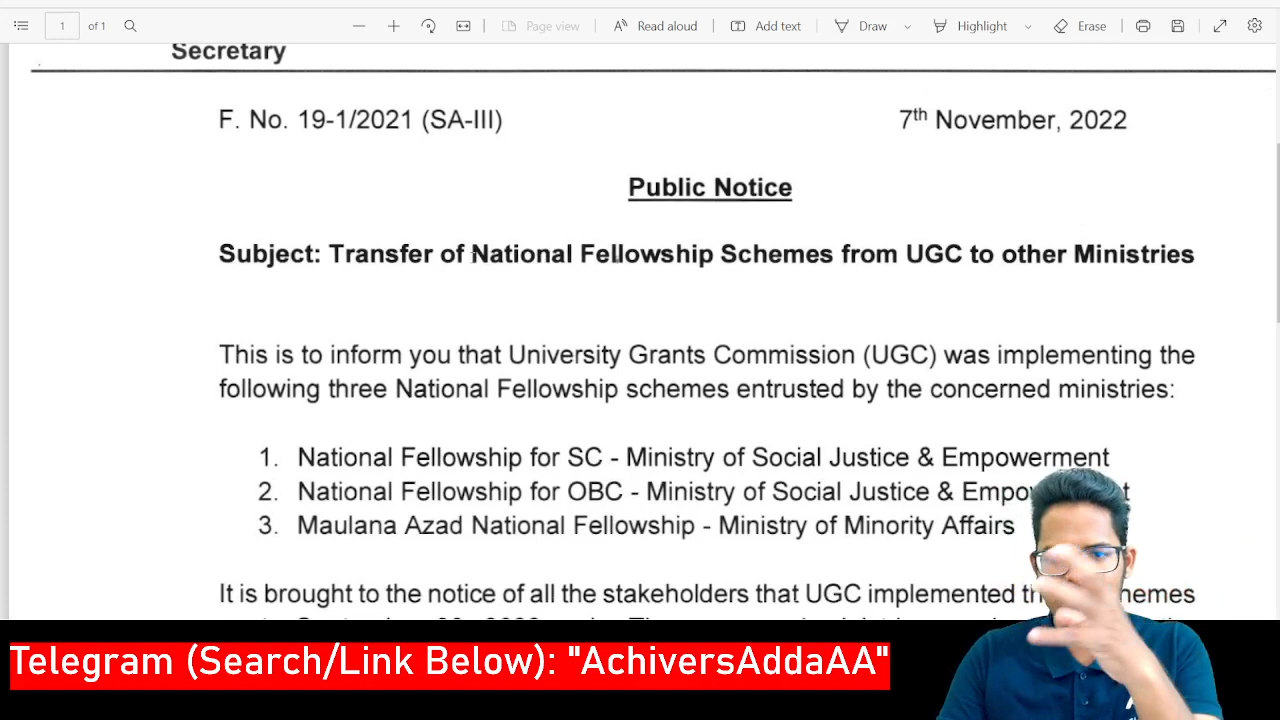 1 of 1 Page view Read aloud Add text Draw Highlight Erase
Secretary
F. No. 19-1/2021 (SA-III) 7th November, 2022
Public Notice
Subject: Transfer of National Fellowship Schemes from UGC to other Ministries
This is to inform you that University Grants Commission (UGC) was implementing the
following three National Fellowship schemes entrusted by the concerned ministries:
1. National Fellowship for SC - Ministry of Social Justice & Empowerment
2. National Fellowship for OBC - Ministry of Social Justice &
3. Maulana Azad National Fellowship - Ministry of Minority Affairs
It is brought to the notice of all the stakeholders that UGC implemented
Telegram (Search/Link Below): "AchiversAddaAA"